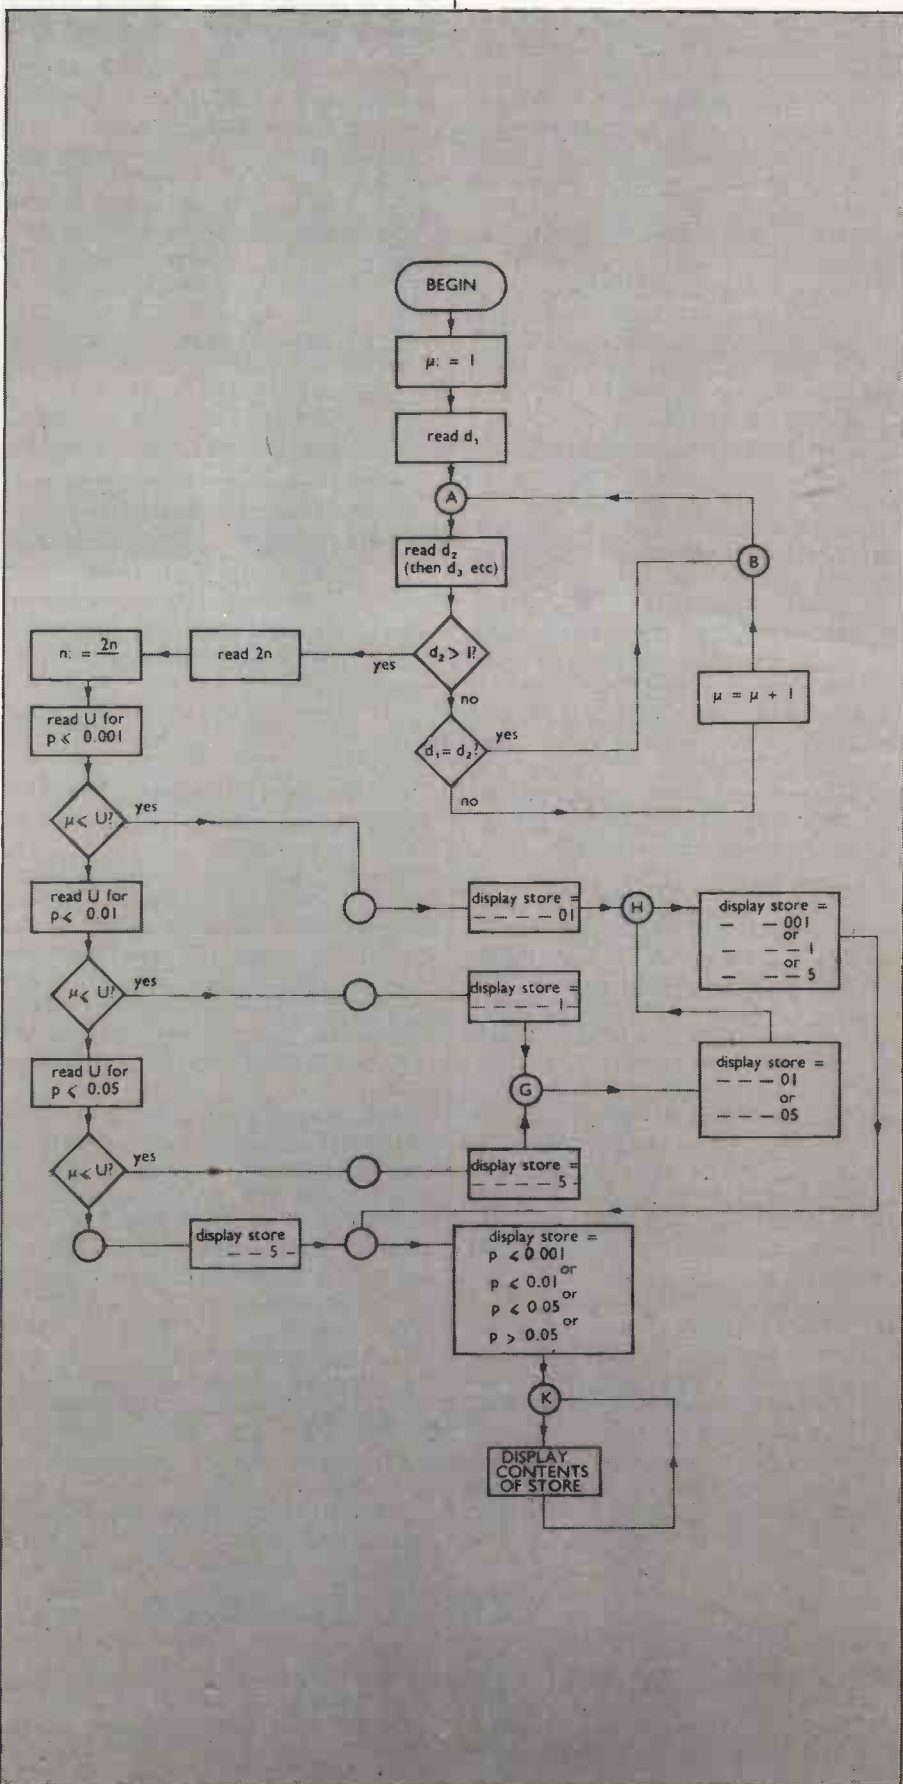 BEGIN
μ: = 1
read d₁
A
read d₂
(then d₃ etc)
B
d₂ > 1?
yes
no
read 2n
n: = 2n
μ = μ + 1
d₁ = d₂?
yes
no
read U for
p ⩽ 0.001
μ ⩽ U?
yes
read U for
p ⩽ 0.01
display store =
— — — — 01
H
display store =
— — 001
or
— — — 1
or
— — — 5
μ ⩽ U?
yes
display store =
— — — — 1 –
read U for
p ⩽ 0.05
G
display store =
— — — 01
or
— — — 05
μ ⩽ U?
yes
display store =
— — — — 5 –
display store
— — 5 –
display store =
p ⩽ 0 001
or
p ⩽ 0.01
or
p ⩽ 0 05
or
p > 0.05
K
DISPLAY
CONTENTS
OF STORE